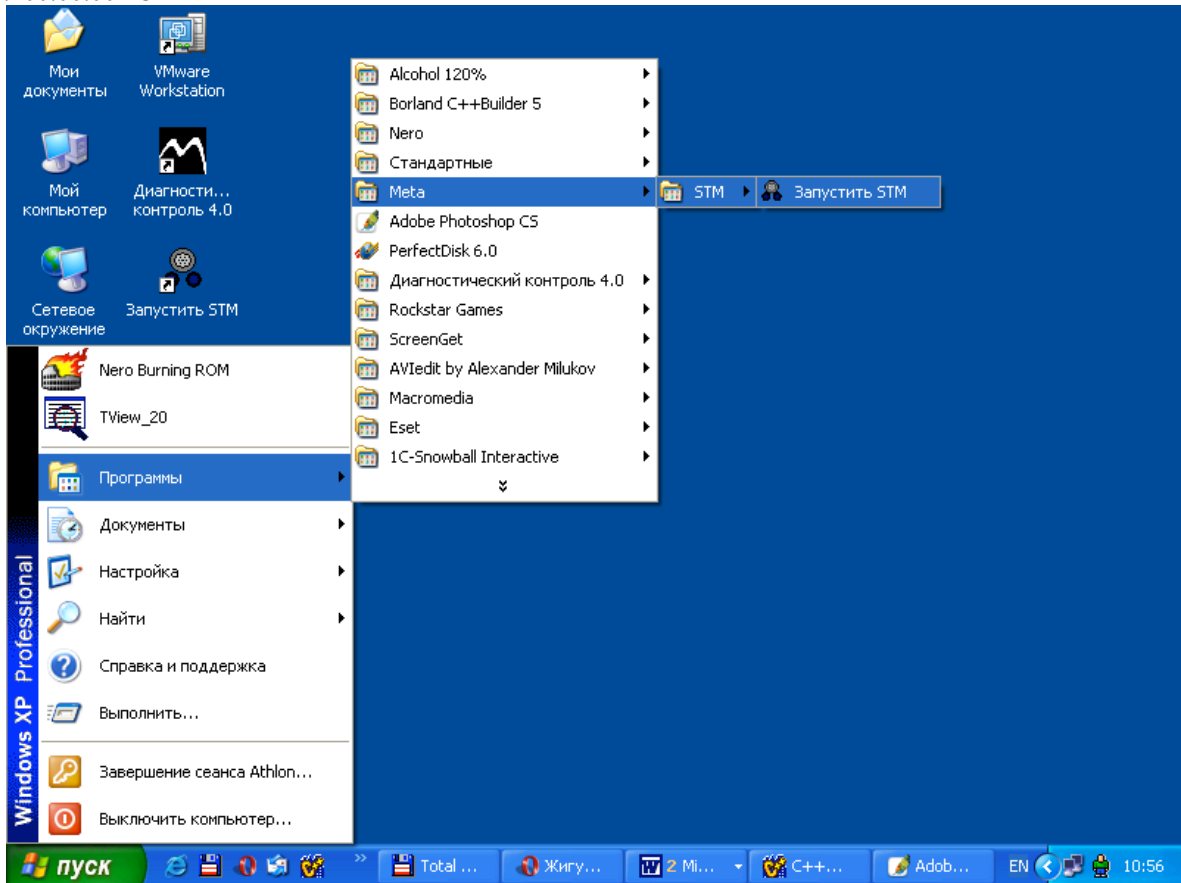 Мои
документы
VMware
Workstation
Мой
компьютер
Диагности...
контроль 4.0
Сетевое
окружение
Запустить STM
Alcohol 120%
Borland C++Builder 5
Nero
Стандартные
Meta
Adobe Photoshop CS
PerfectDisk 6.0
Диагностический контроль 4.0
Rockstar Games
ScreenGet
AVIedit by Alexander Milukov
Macromedia
Eset
1C-Snowball Interactive
STM
Запустить STM
Nero Burning ROM
TView_20
Программы
Документы
Настройка
Найти
Справка и поддержка
Выполнить...
Завершение сеанса Athlon...
Выключить компьютер...
Windows XP Professional
пуск
Total ...
Жигу...
2 Mi...
C++...
Adob...
EN
10:56